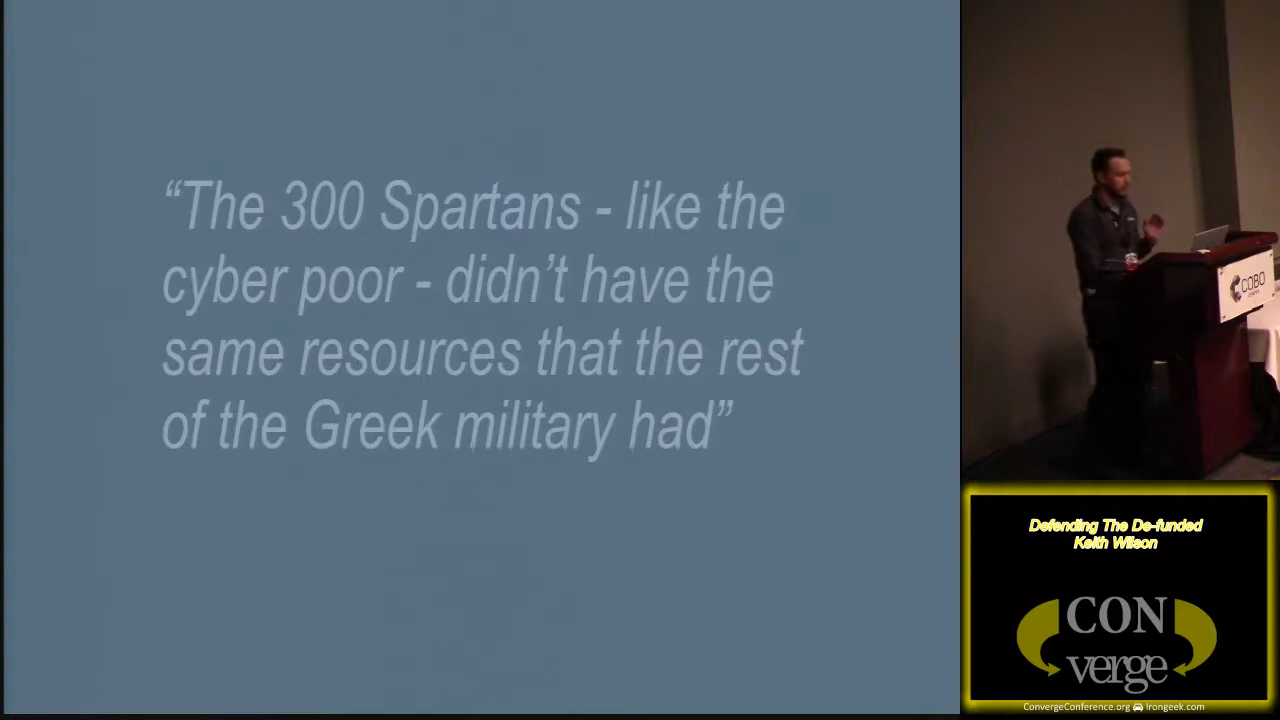 “The 300 Spartans - like the
cyber poor - didn’t have the
same resources that the rest
of the Greek military had”
COBO
Defending The De-funded
Keith Wilson
CON
verge
ConvergeConference.org Irongeek.com